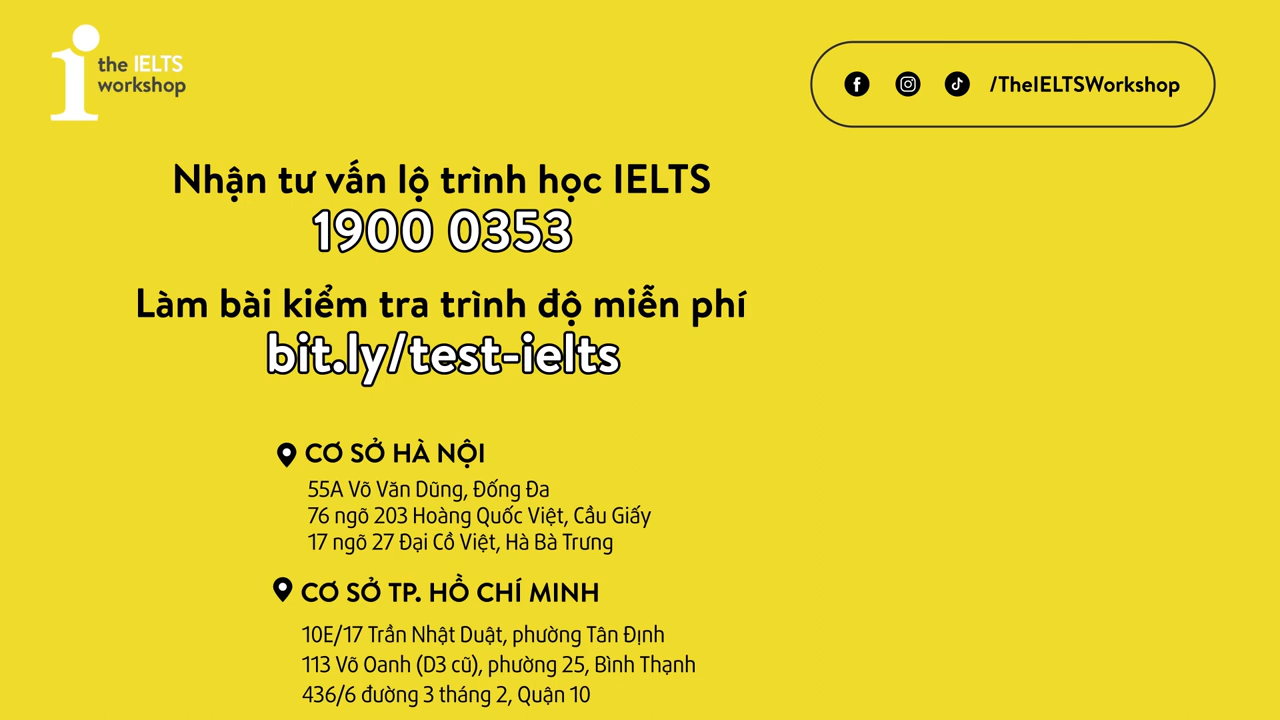 the IELTS
workshop
/TheIELTSWorkshop
Nhận tư vấn lộ trình học IELTS
1900 0353
Làm bài kiểm tra trình độ miễn phí
bit.ly/test-ielts
CƠ SỞ HÀ NỘI
55A Võ Văn Dũng, Đống Đa
76 ngõ 203 Hoàng Quốc Việt, Cầu Giấy
17 ngõ 27 Đại Cồ Việt, Hà Bà Trưng
CƠ SỞ TP. HỒ CHÍ MINH
10E/17 Trần Nhật Duật, phường Tân Định
113 Võ Oanh (D3 cũ), phường 25, Bình Thạnh
436/6 đường 3 tháng 2, Quận 10